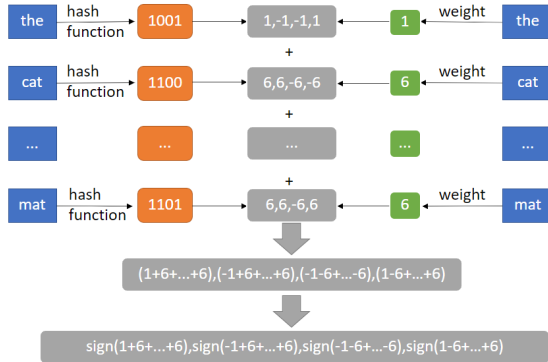 the hash function 1001 1,-1,-1,1 1 weight the
+
cat hash function 1100 6,6,-6,-6 6 weight cat
+
... ... ... ... ...
+
mat hash function 1101 6,6,-6,6 6 weight mat
(1+6+...+6),(-1+6+...+6),(-1-6+...-6),(1-6+...+6)
sign(1+6+...+6),sign(-1+6+...+6),sign(-1-6+...-6),sign(1-6+...+6)